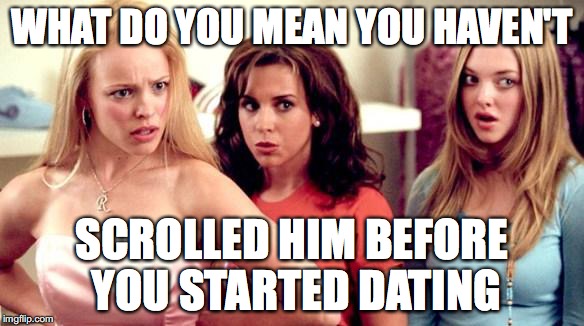 WHAT DO YOU MEAN YOU HAVEN'T
R
SCROLLED HIM BEFORE
YOU STARTED DATING
imgflip.com